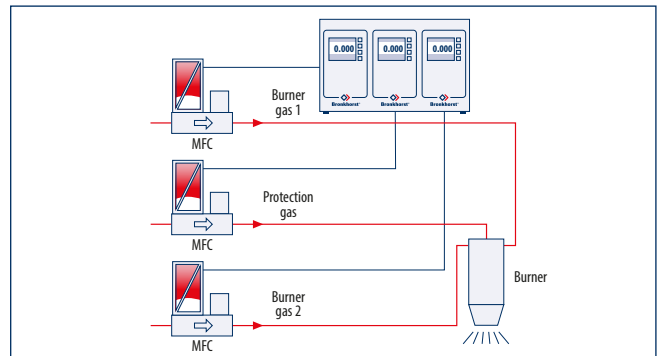 0.000
0.000
0.000
Bronkhorst®
Bronkhorst®
Bronkhorst®
Burner
gas 1
MFC
Protection
gas
MFC
Burner
Burner
gas 2
MFC